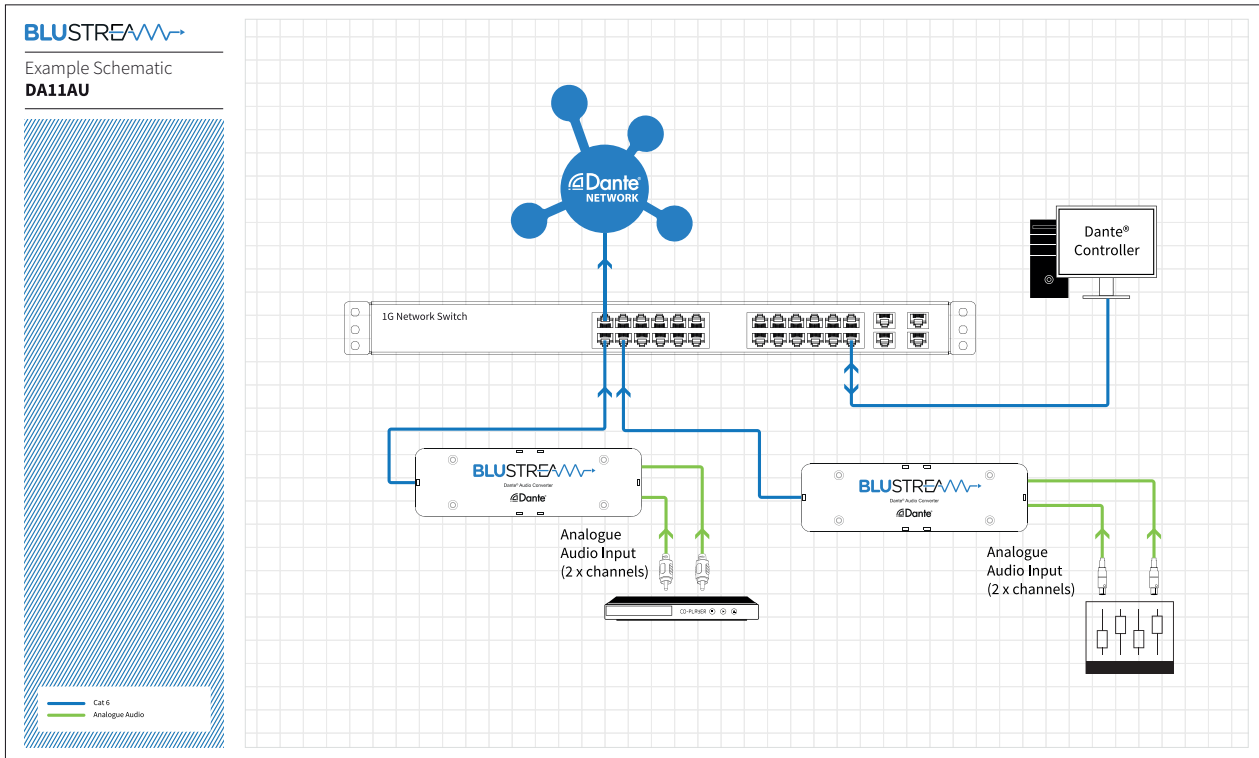 BLUSTREAM
Example Schematic
DA11AU
Dante®
NETWORK
Dante®
Controller
1G Network Switch
BLUSTREAM
Dante® Audio Converter
Dante®
BLUSTREAM
Dante® Audio Converter
Dante®
Analogue
Audio Input
(2 x channels)
Analogue
Audio Input
(2 x channels)
CD-PLAYER
Cat 6
Analogue Audio